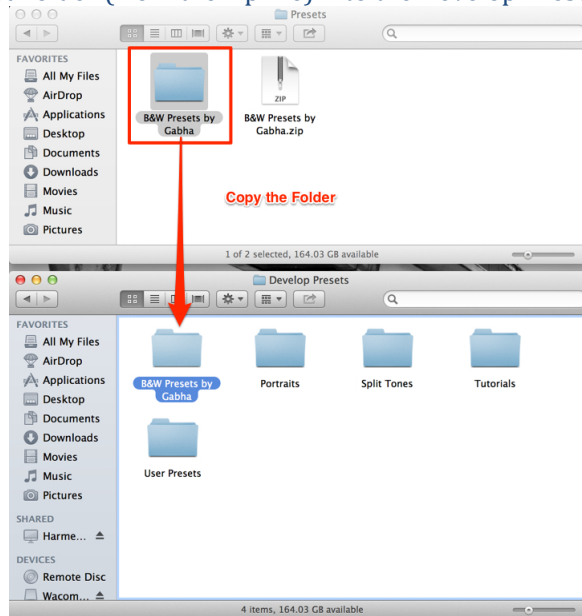 Presets
FAVORITES
All My Files
AirDrop
Applications
Desktop
Documents
Downloads
Movies
Music
Pictures
B&W Presets by
Gabha
ZIP
B&W Presets by
Gabha.zip
Copy the Folder
1 of 2 selected, 164.03 GB available
Develop Presets
FAVORITES
All My Files
AirDrop
Applications
Desktop
Documents
Downloads
Movies
Music
Pictures
SHARED
Harme...
DEVICES
Remote Disc
Wacom...
B&W Presets by
Gabha
Portraits
Split Tones
Tutorials
User Presets
4 items, 164.03 GB available